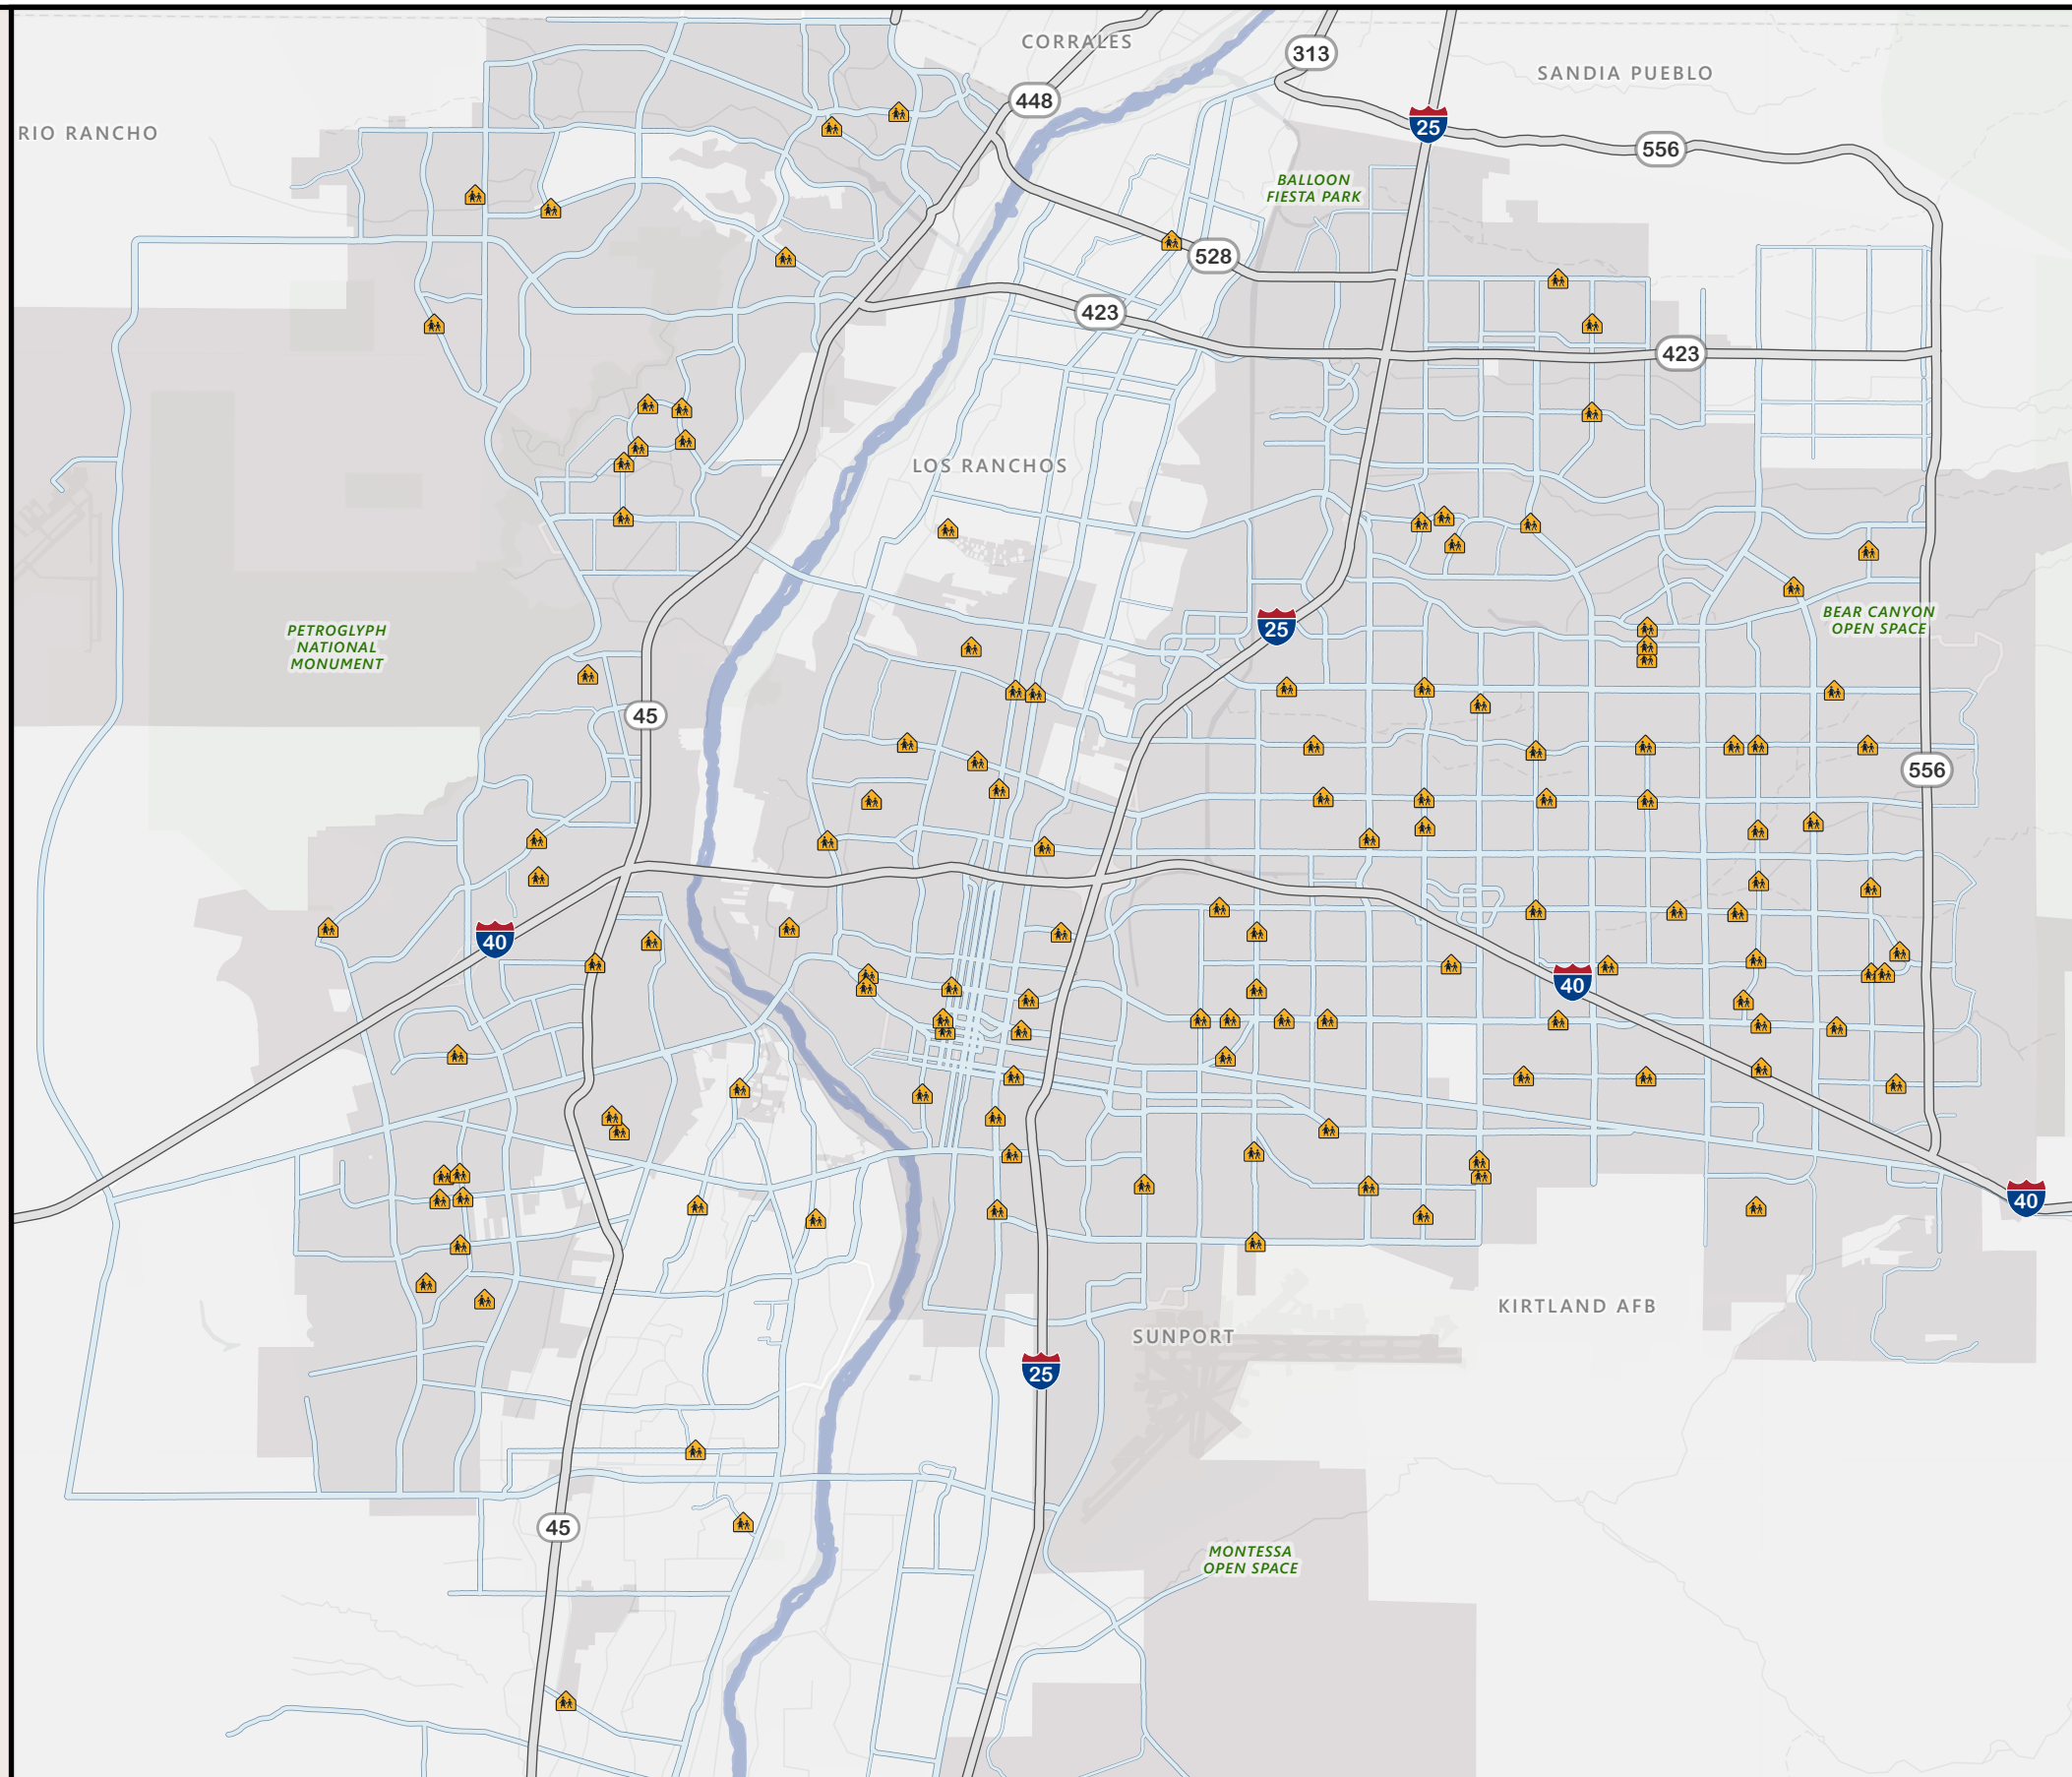 CORRALES
313
SANDIA PUEBLO
448
25
RIO RANCHO
556
BALLOON
FIESTA PARK
528
423
423
LOS RANCHOS
PETROGLYPH
NATIONAL
MONUMENT
25
BEAR CANYON
OPEN SPACE
45
556
40
40
40
KIRTLAND AFB
SUNPORT
25
45
MONTESSA
OPEN SPACE